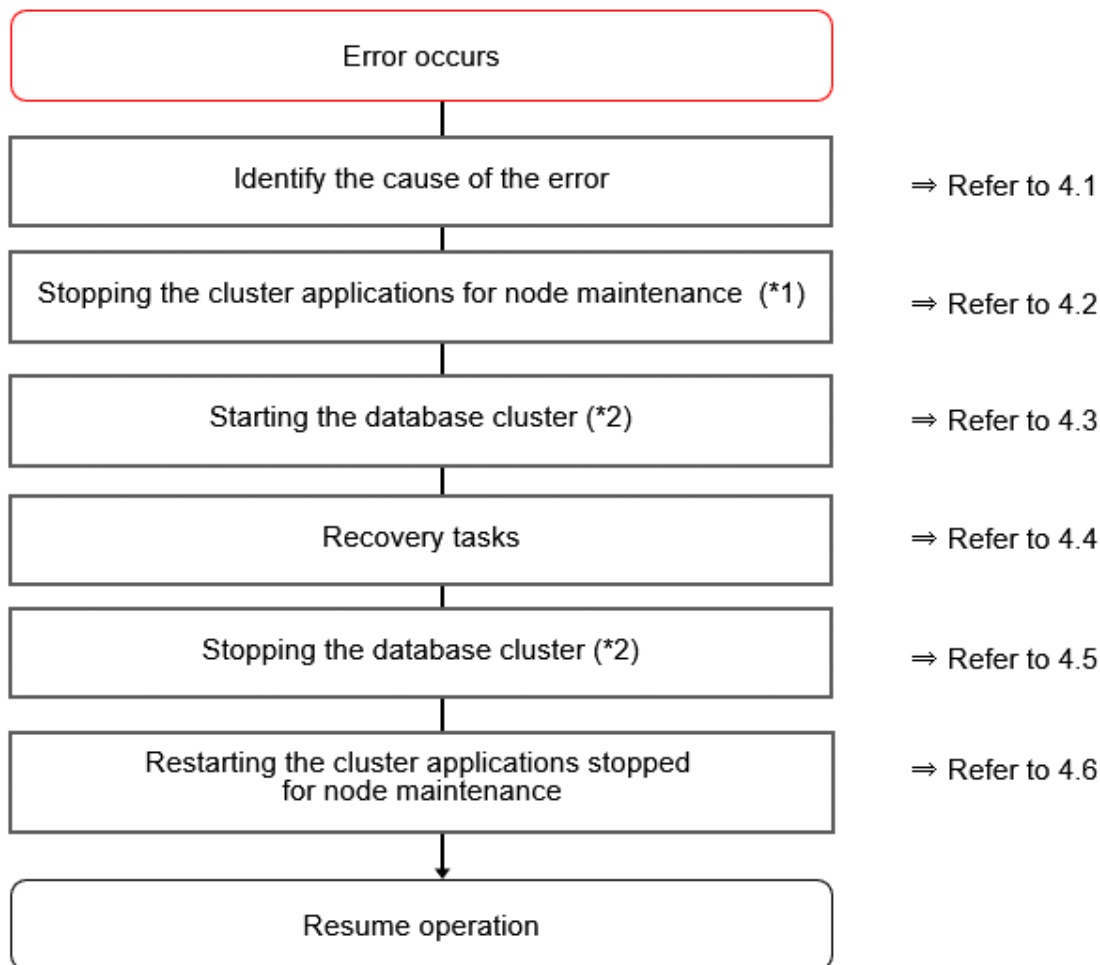 Error occurs
Identify the cause of the error
⇒ Refer to 4.1
Stopping the cluster applications for node maintenance (*1)
⇒ Refer to 4.2
Starting the database cluster (*2)
⇒ Refer to 4.3
Recovery tasks
⇒ Refer to 4.4
Stopping the database cluster (*2)
⇒ Refer to 4.5
Restarting the cluster applications stopped
for node maintenance
⇒ Refer to 4.6
Resume operation